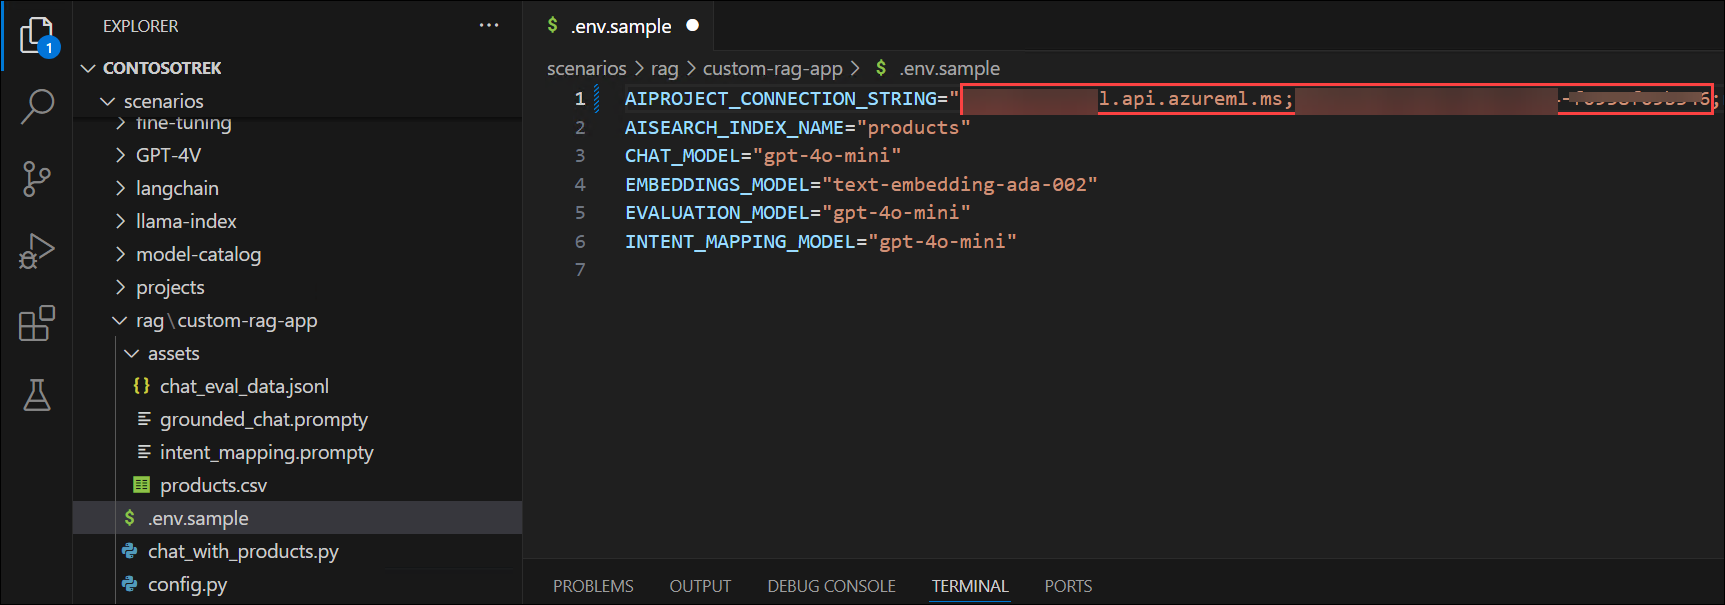 EXPLORER
CONTOSOTREK
scenarios
fine-tuning
GPT-4V
langchain
llama-index
model-catalog
projects
rag\custom-rag-app
assets
chat_eval_data.jsonl
grounded_chat.prompty
intent_mapping.prompty
products.csv
$ .env.sample
chat_with_products.py
config.py
1
$ .env.sample
scenarios > rag > custom-rag-app > $ .env.sample
1 AIPROJECT_CONNECTION_STRING=" l.api.azureml.ms; ;
2 AISEARCH_INDEX_NAME="products"
3 CHAT_MODEL="gpt-4o-mini"
4 EMBEDDINGS_MODEL="text-embedding-ada-002"
5 EVALUATION_MODEL="gpt-4o-mini"
6 INTENT_MAPPING_MODEL="gpt-4o-mini"
7
PROBLEMS OUTPUT DEBUG CONSOLE TERMINAL PORTS